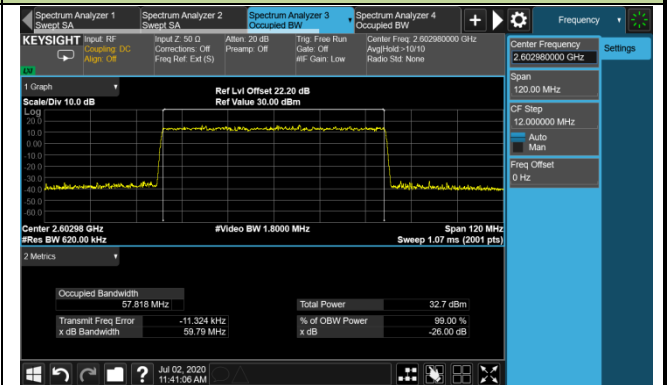 Spectrum Analyzer 1
Swept SA
Spectrum Analyzer 2
Swept SA
Spectrum Analyzer 3
Occupied BW
Spectrum Analyzer 4
Occupied BW
+
Frequency
KEYSIGHT
Input: RF
Coupling: DC
Align: Off
Input Z: 50 Ω
Corrections: Off
Freq Ref: Ext (S)
Atten: 20 dB
Preamp: Off
Trig: Free Run
Gate: Off
#IF Gain: Low
Center Freq: 2.602980000 GHz
Avg|Hold:>10/10
Radio Std: None
Center Frequency
2.602980000 GHz
Settings
Span
120.00 MHz
CF Step
12.000000 MHz
Auto
Man
Freq Offset
0 Hz
1 Graph
Scale/Div 10.0 dB
Ref Lvl Offset 22.20 dB
Ref Value 30.00 dBm
Log
20.0
10.0
0.00
-10.0
-20.0
-30.0
-40.0
-50.0
-60.0
Center 2.60298 GHz
#Res BW 620.00 kHz
#Video BW 1.8000 MHz
Span 120 MHz
Sweep 1.07 ms (2001 pts)
2 Metrics
Occupied Bandwidth
57.818 MHz
Total Power 32.7 dBm
Transmit Freq Error -11.324 kHz
% of OBW Power 99.00 %
x dB Bandwidth 59.79 MHz
x dB -26.00 dB
?
Jul 02, 2020
11:41:06 AM